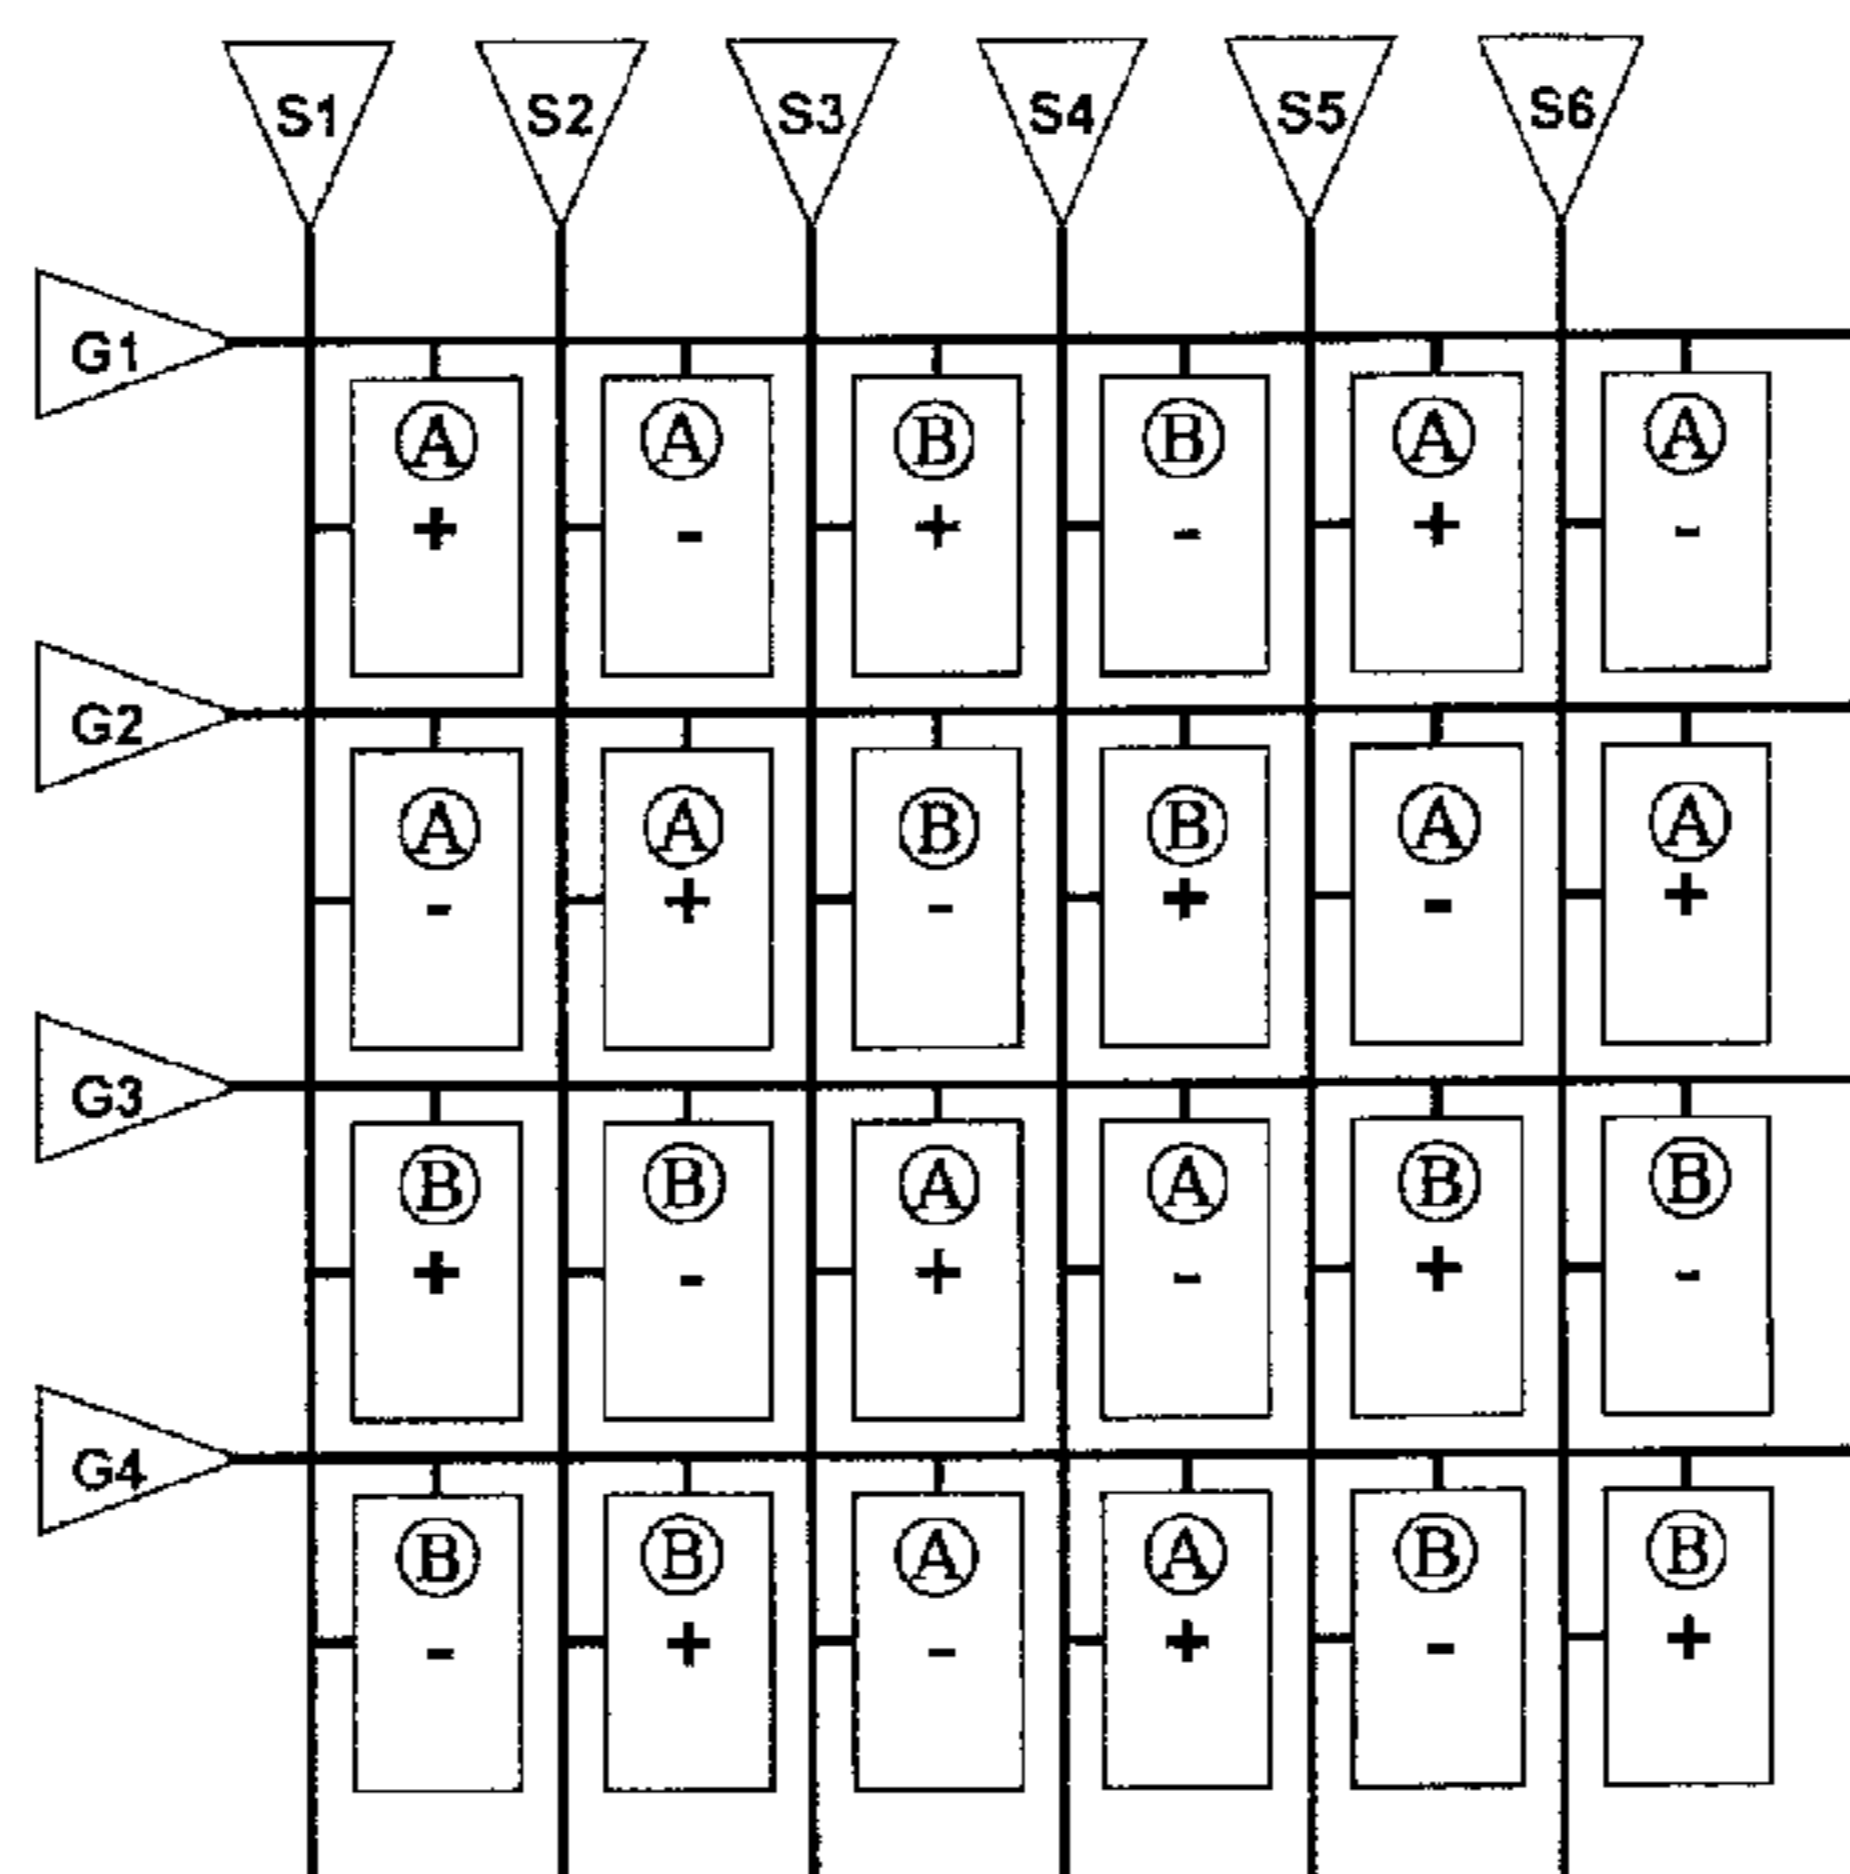 S1 S2 S3 S4 S5 S6
G1
Ⓐ Ⓐ Ⓑ Ⓑ Ⓐ Ⓐ
+ - + - + -
G2
Ⓐ Ⓐ Ⓑ Ⓑ Ⓐ Ⓐ
- + - + - +
G3
Ⓑ Ⓑ Ⓐ Ⓐ Ⓑ Ⓑ
+ - + - + -
G4
Ⓑ Ⓑ Ⓐ Ⓐ Ⓑ Ⓑ
- + - + - +